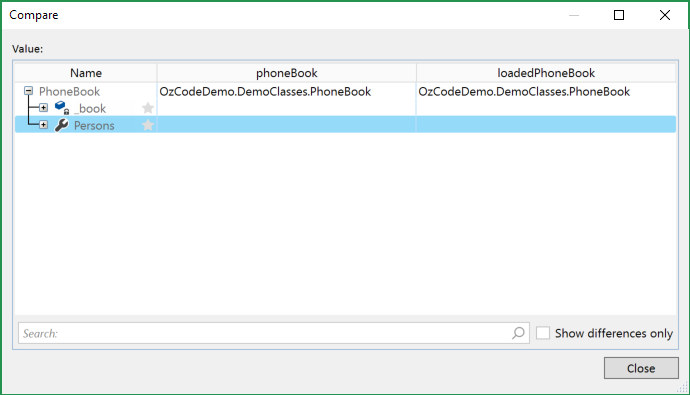 Compare
Value:
Name phoneBook loadedPhoneBook
PhoneBook OzCodeDemo.DemoClasses.PhoneBook OzCodeDemo.DemoClasses.PhoneBook
_book
Persons
Search: Show differences only
Close